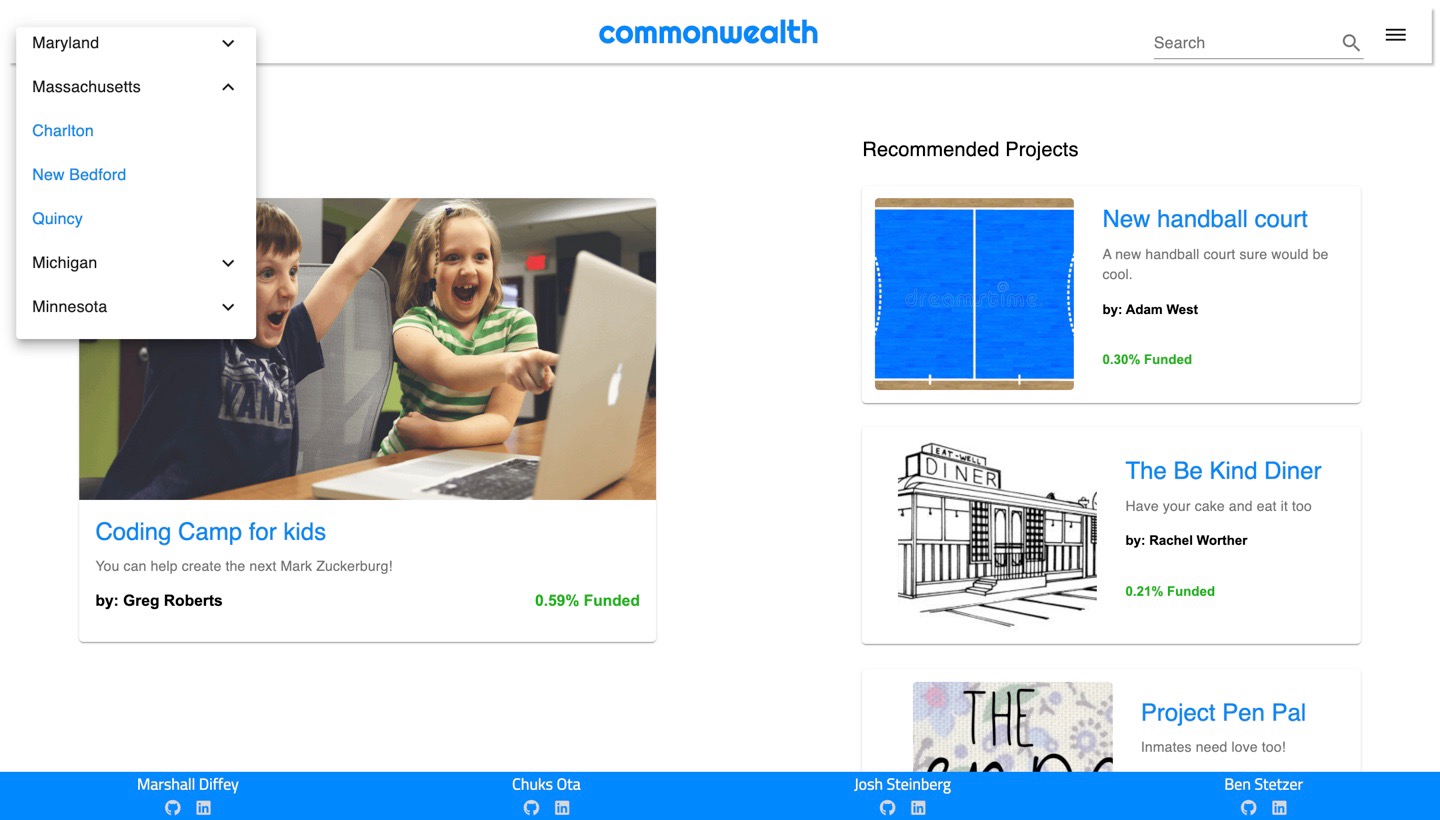 commonwealth
Search
Maryland
Massachusetts
Charlton
New Bedford
Quincy
Michigan
Minnesota
Coding Camp for kids
You can help create the next Mark Zuckerburg!
by: Greg Roberts
0.59% Funded
Recommended Projects
dreamstime
New handball court
A new handball court sure would be
cool.
by: Adam West
0.30% Funded
EAT-WELL
DINER
The Be Kind Diner
Have your cake and eat it too
by: Rachel Worther
0.21% Funded
THE
Project Pen Pal
Inmates need love too!
Marshall Diffey
Chuks Ota
Josh Steinberg
Ben Stetzer